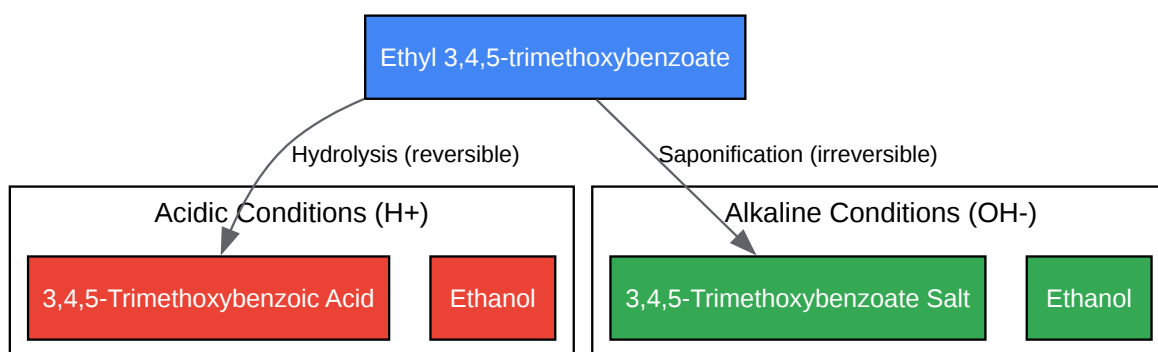 Ethyl 3,4,5-trimethoxybenzoate
Hydrolysis (reversible)
Saponification (irreversible)
Acidic Conditions (H+)
Alkaline Conditions (OH-)
3,4,5-Trimethoxybenzoic Acid
Ethanol
3,4,5-Trimethoxybenzoate Salt
Ethanol